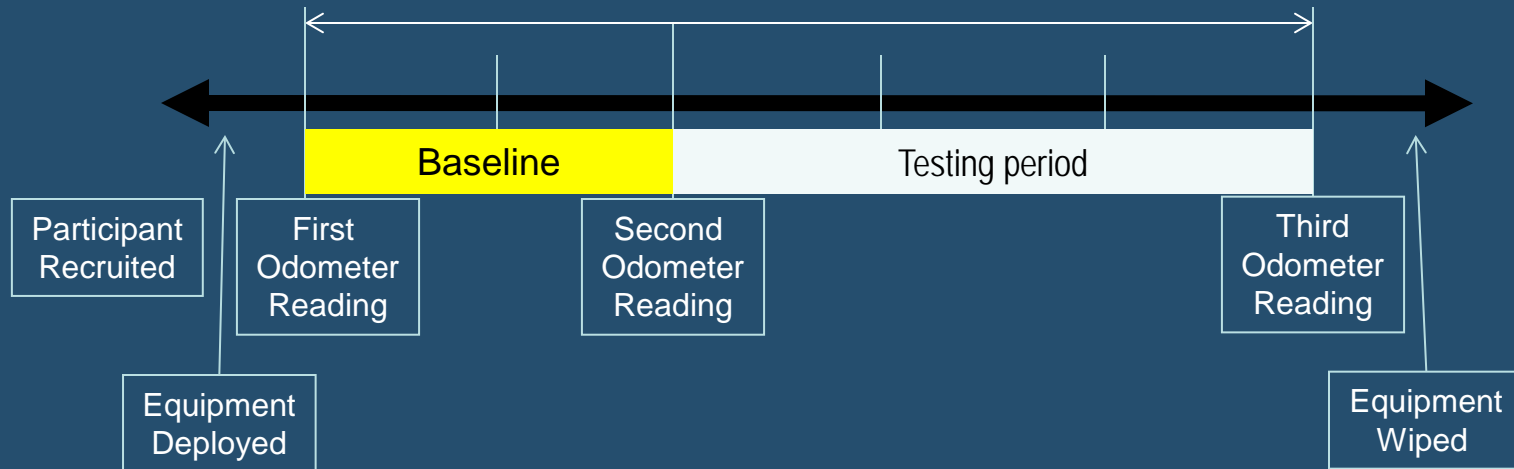 Baseline
Testing period
Participant
Recruited
First
Odometer
Reading
Second
Odometer
Reading
Third
Odometer
Reading
Equipment
Deployed
Equipment
Wiped